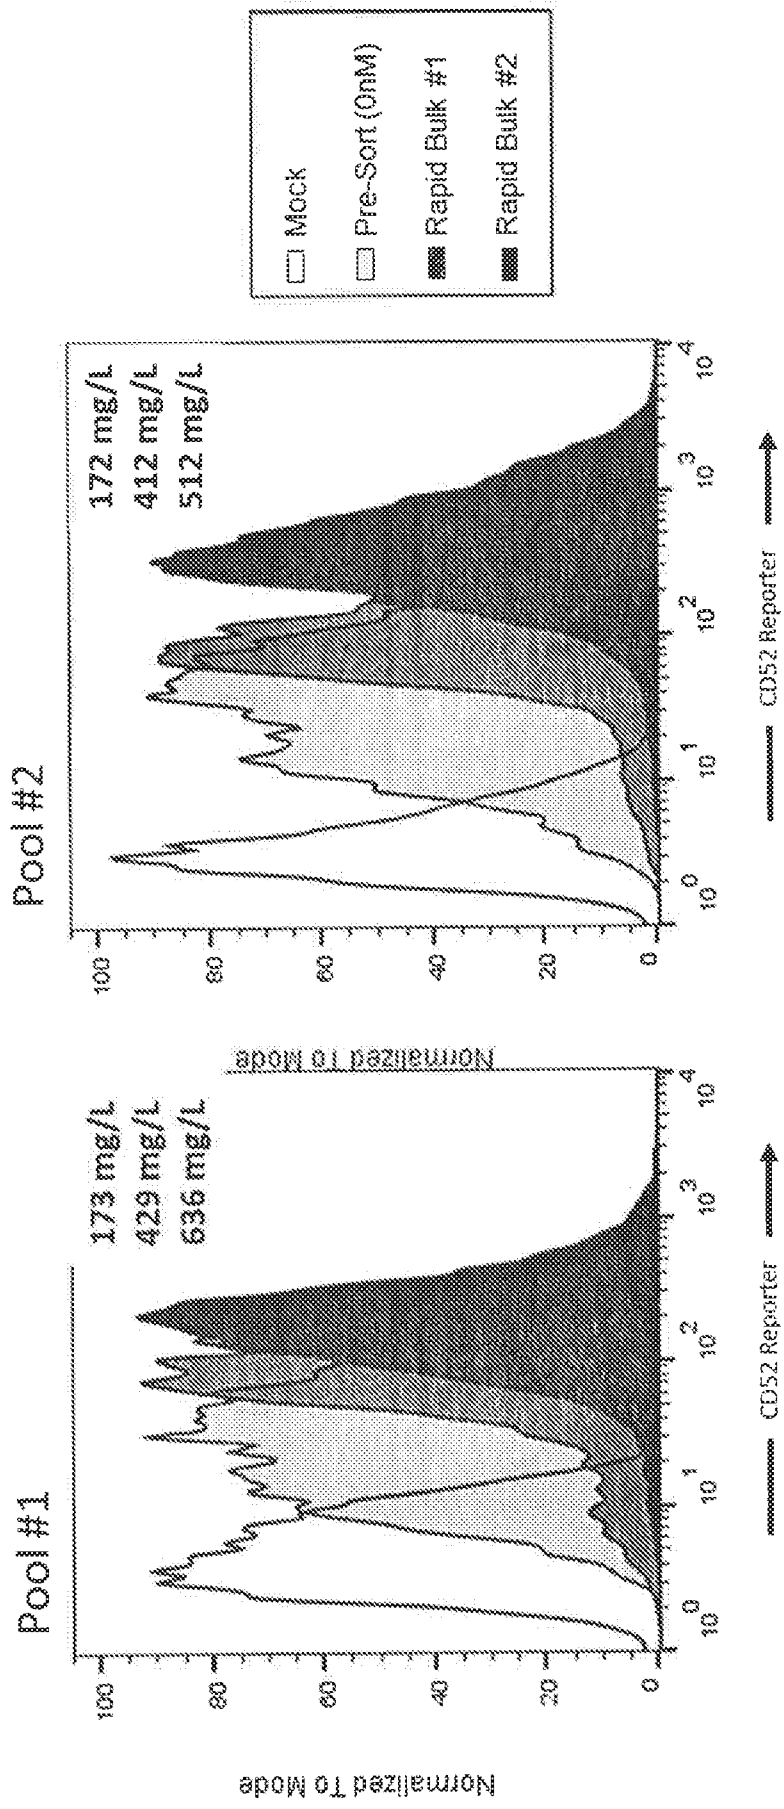 Pool #1
Normalized To Mode
100
80
60
40
20
0
173 mg/L
429 mg/L
636 mg/L
10^0
10^1
10^2
10^3
10^4
CD52 Reporter
Pool #2
Normalized To Mode
100
80
60
40
20
0
172 mg/L
412 mg/L
512 mg/L
10^0
10^1
10^2
10^3
10^4
CD52 Reporter
Mock
Pre-Sort (0nM)
Rapid Bulk #1
Rapid Bulk #2